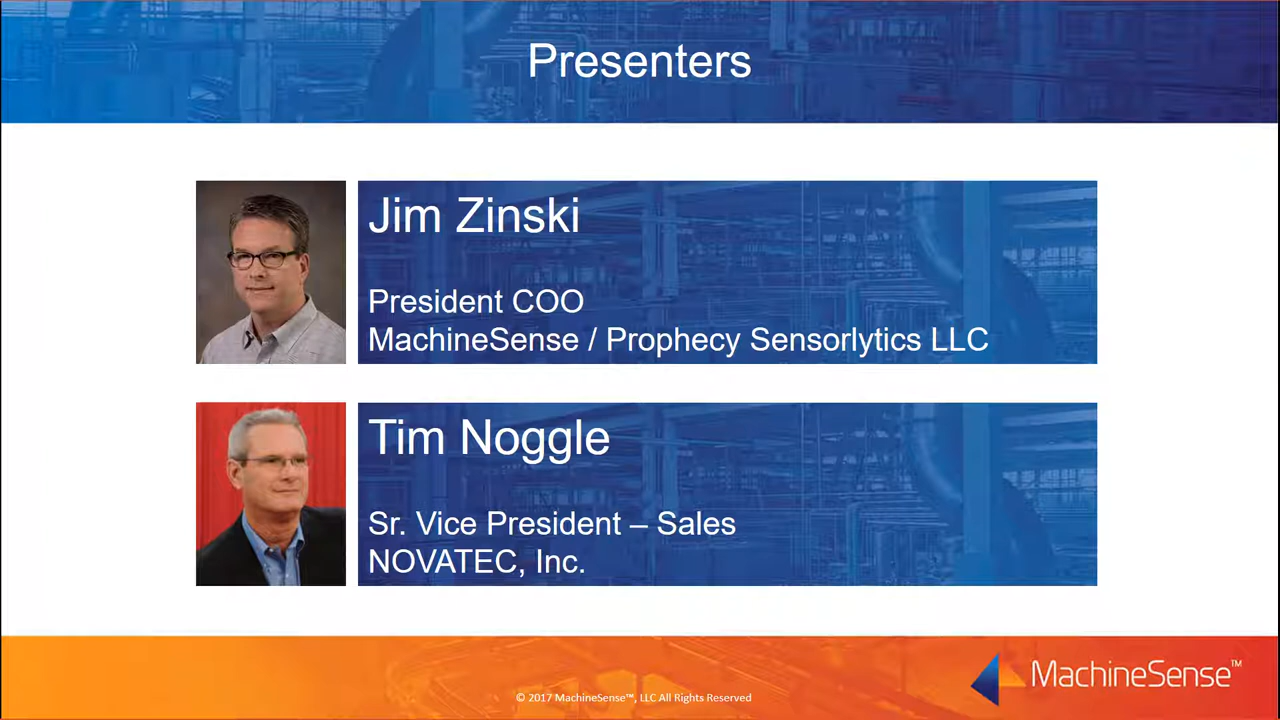 Presenters
Jim Zinski
President COO
MachineSense / Prophecy Sensorlytics LLC
Tim Noggle
Sr. Vice President – Sales
NOVATEC, Inc.
MachineSense™
© 2017 MachineSense™, LLC All Rights Reserved